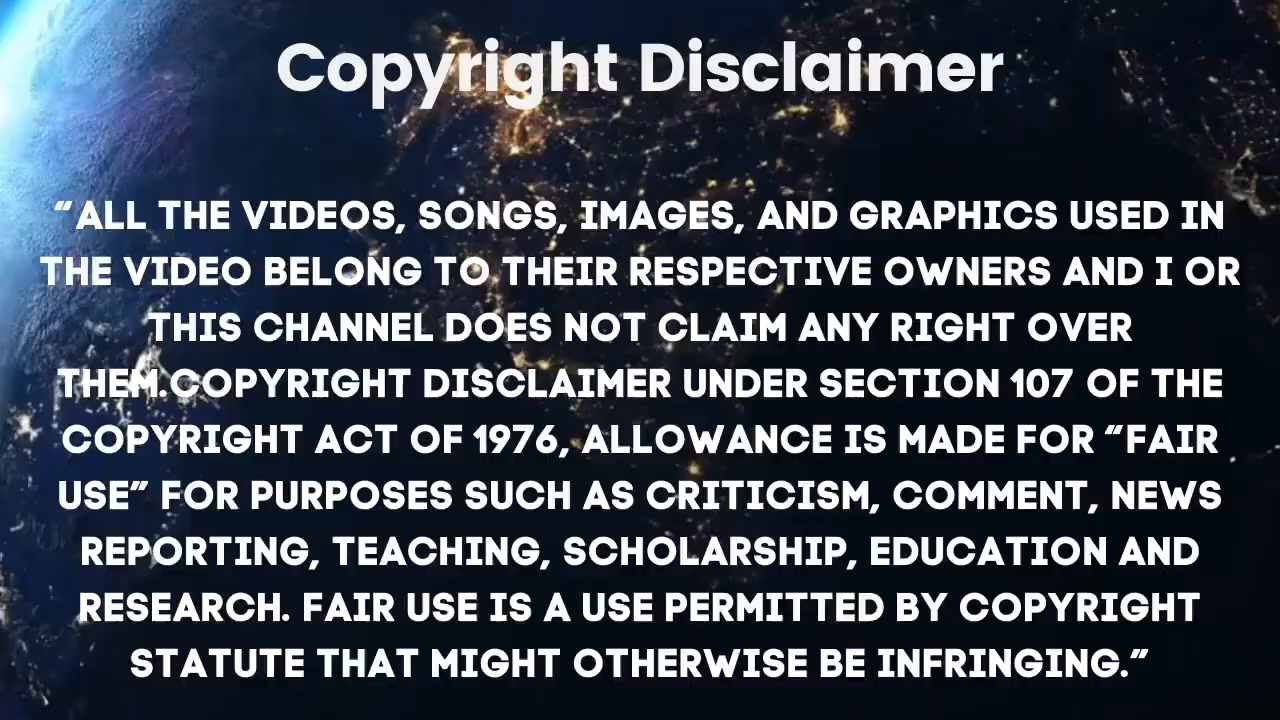 Copyright Disclaimer
“ALL THE VIDEOS, SONGS, IMAGES, AND GRAPHICS USED IN
THE VIDEO BELONG TO THEIR RESPECTIVE OWNERS AND I OR
THIS CHANNEL DOES NOT CLAIM ANY RIGHT OVER
THEM.COPYRIGHT DISCLAIMER UNDER SECTION 107 OF THE
COPYRIGHT ACT OF 1976, ALLOWANCE IS MADE FOR “FAIR
USE” FOR PURPOSES SUCH AS CRITICISM, COMMENT, NEWS
REPORTING, TEACHING, SCHOLARSHIP, EDUCATION AND
RESEARCH. FAIR USE IS A USE PERMITTED BY COPYRIGHT
STATUTE THAT MIGHT OTHERWISE BE INFRINGING.”